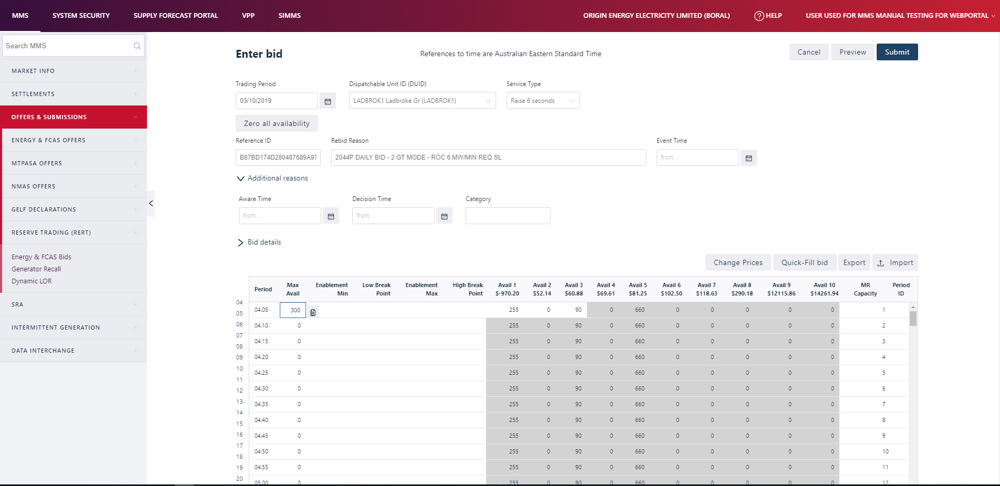 MMS SYSTEM SECURITY SUPPLY FORECAST PORTAL VPP SIMMS ORIGIN ENERGY ELECTRICITY LIMITED (BORAL) ? HELP USER USED FOR MMS MANUAL TESTING FOR WEBPORTAL
Search MMS
MARKET INFO
SETTLEMENTS
OFFERS & SUBMISSIONS
ENERGY & FCAS OFFERS
MTPASA OFFERS
NMAS OFFERS
GELF DECLARATIONS
RESERVE TRADING (RERT)
Energy & FCAS Bids
Generator Recall
Dynamic LOR
SRA
INTERMITTENT GENERATION
DATA INTERCHANGE
Enter bid References to time are Australian Eastern Standard Time Cancel Preview Submit
Trading Period Dispatchable Unit ID (DUID) Service Type
03/10/2019 LADBROK1 Ladbroke Gr (LADBROK1) Raise 6 seconds
Zero all availability
Reference ID Rebid Reason Event Time
B87BD174D280487689A97 2044P DAILY BID - 2 GT MODE - ROC 6 MW/MIN REQ SL from...
Additional reasons
Aware Time Decision Time Category
from... from...
Bid details
Change Prices Quick-Fill bid Export Import
Period Max Avail Enablement Min Low Break Point Enablement Max High Break Point Avail 1 $-970.20 Avail 2 $52.14 Avail 3 $60.88 Avail 4 $69.61 Avail 5 $81.25 Avail 6 $102.50 Avail 7 $118.63 Avail 8 $290.18 Avail 9 $12115.86 Avail 10 $14261.94 MR Capacity Period ID
04
05
06
07
08
09
10
11
12
13
14
15
16
17
18
19
20
04.05 300 255 0 90 0 660 0 0 0 0 0 1
04.10 0 255 0 90 0 660 0 0 0 0 0 2
04.15 0 255 0 90 0 660 0 0 0 0 0 3
04.20 0 255 0 90 0 660 0 0 0 0 0 4
04.25 0 255 0 90 0 660 0 0 0 0 0 5
04.30 0 255 0 90 0 660 0 0 0 0 0 6
04.35 0 255 0 90 0 660 0 0 0 0 0 7
04.40 0 255 0 90 0 660 0 0 0 0 0 8
04.45 0 255 0 90 0 660 0 0 0 0 0 9
04.50 0 255 0 90 0 660 0 0 0 0 0 10
04.55 0 255 0 90 0 660 0 0 0 0 0 11
05.00 0 255 0 90 0 660 0 0 0 0 0 12